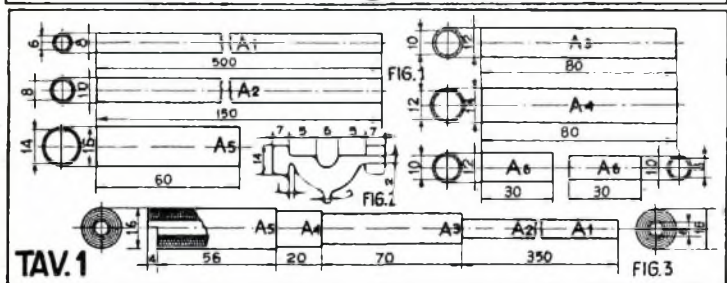 6 8 A1 10 12 A3
500 80
FIG.1
8 10 A2 12 14 A4
150 80
14 16 A5 7 5 6 5 7 10 12 A6 A6 10
14 2
60 FIG.2 30 30
16 A5 A4 A3 A2 A1 6 16
4 56 20 70 350
TAV.1 FIG.3